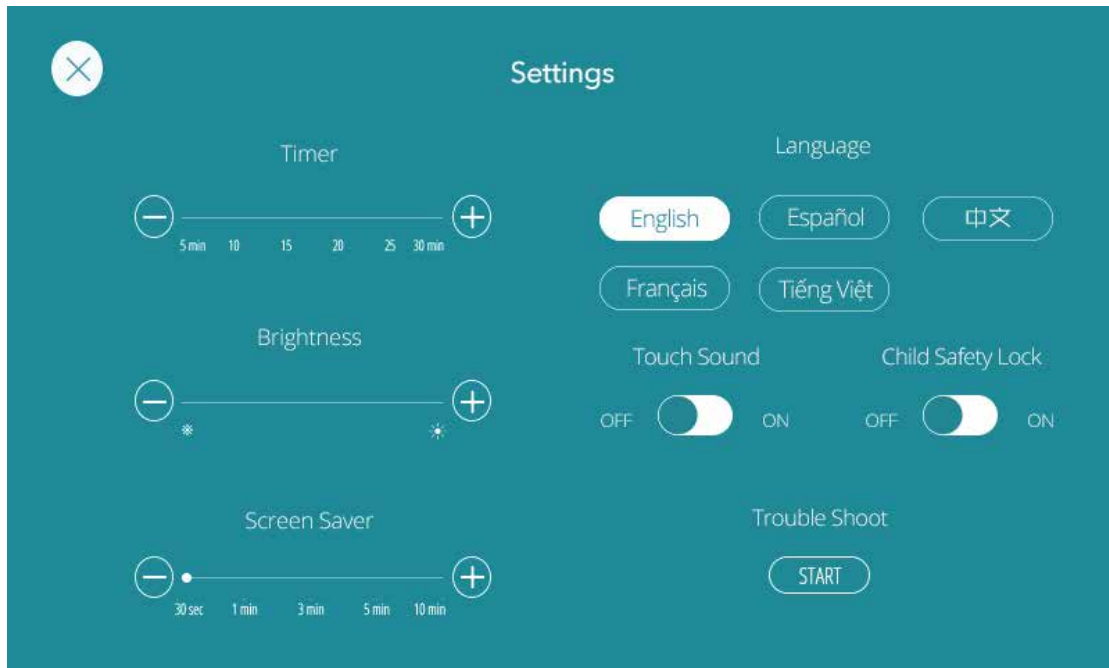 Settings
Timer
5 min 10 15 20 25 30 min
Brightness
Screen Saver
30 sec 1 min 3 min 5 min 10 min
Language
English Español 中文
Français Tiếng Việt
Touch Sound Child Safety Lock
OFF ON OFF ON
Trouble Shoot
START